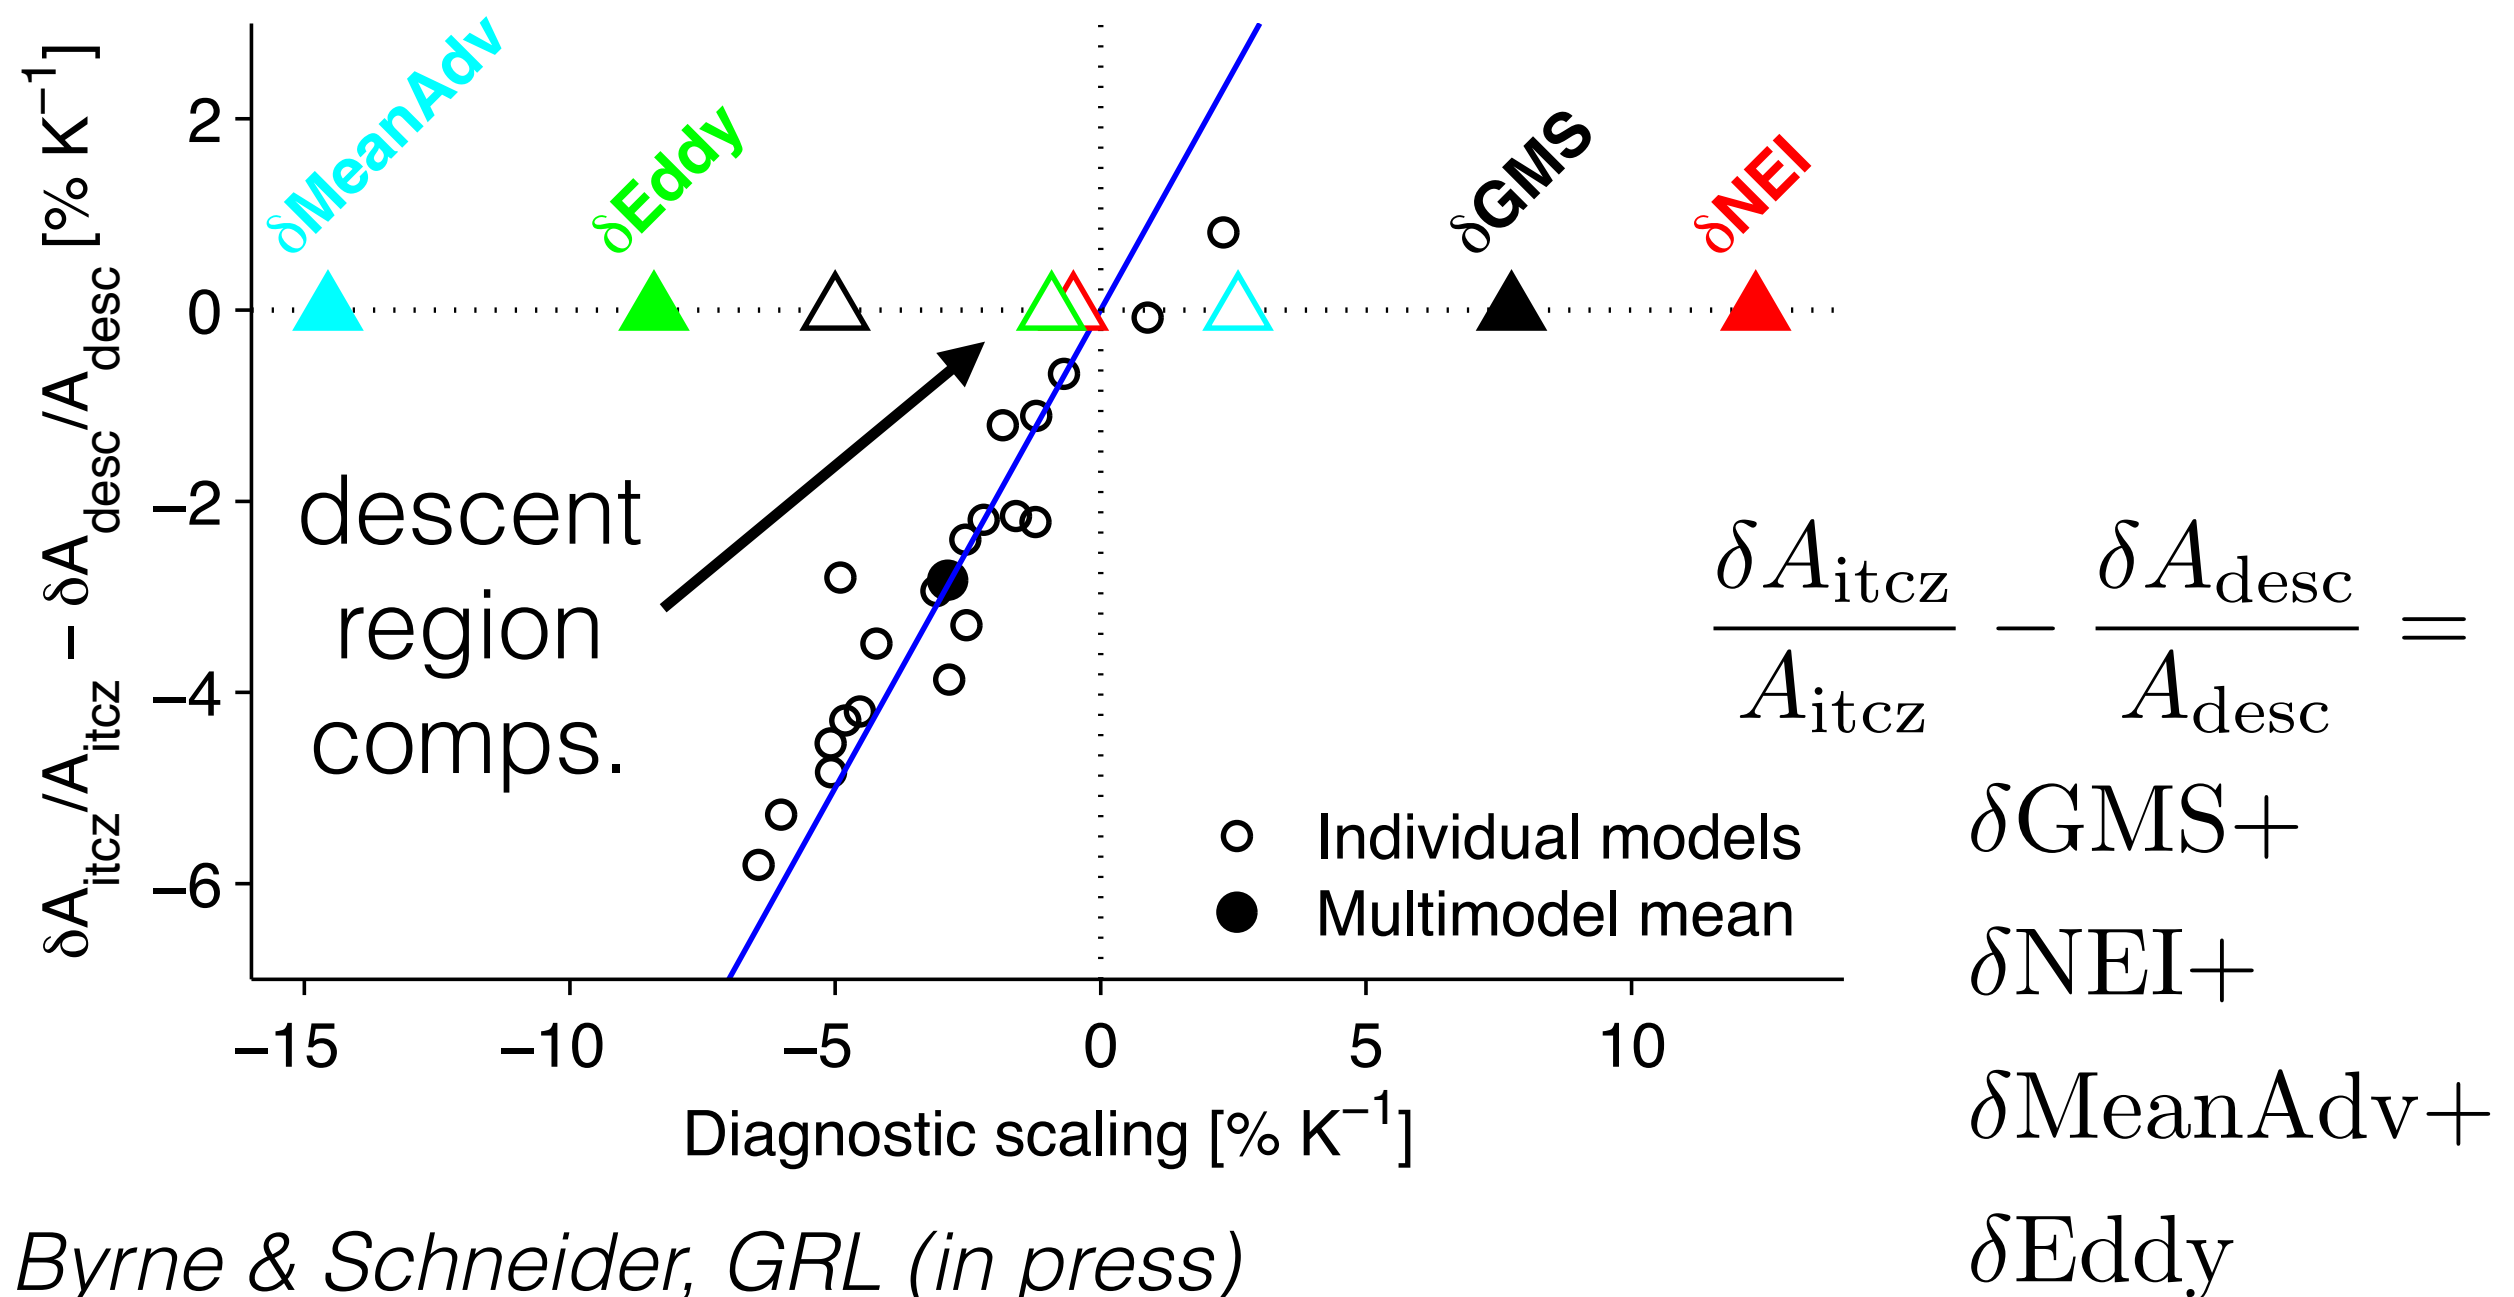 δMeanAdv
δEddy
δGMS
δNEI
δA_itcz/A_itcz − δA_desc/A_desc [% K⁻¹]
2
0
−2
−4
−6
descent
region
comps.
Individual models
Multimodel mean
−15 −10 −5 0 5 10
Diagnostic scaling [% K⁻¹]
δA_itcz/A_itcz − δA_desc/A_desc =
δGMS+
δNEI+
δMeanAdv+
δEddy
Byrne & Schneider, GRL (in press)